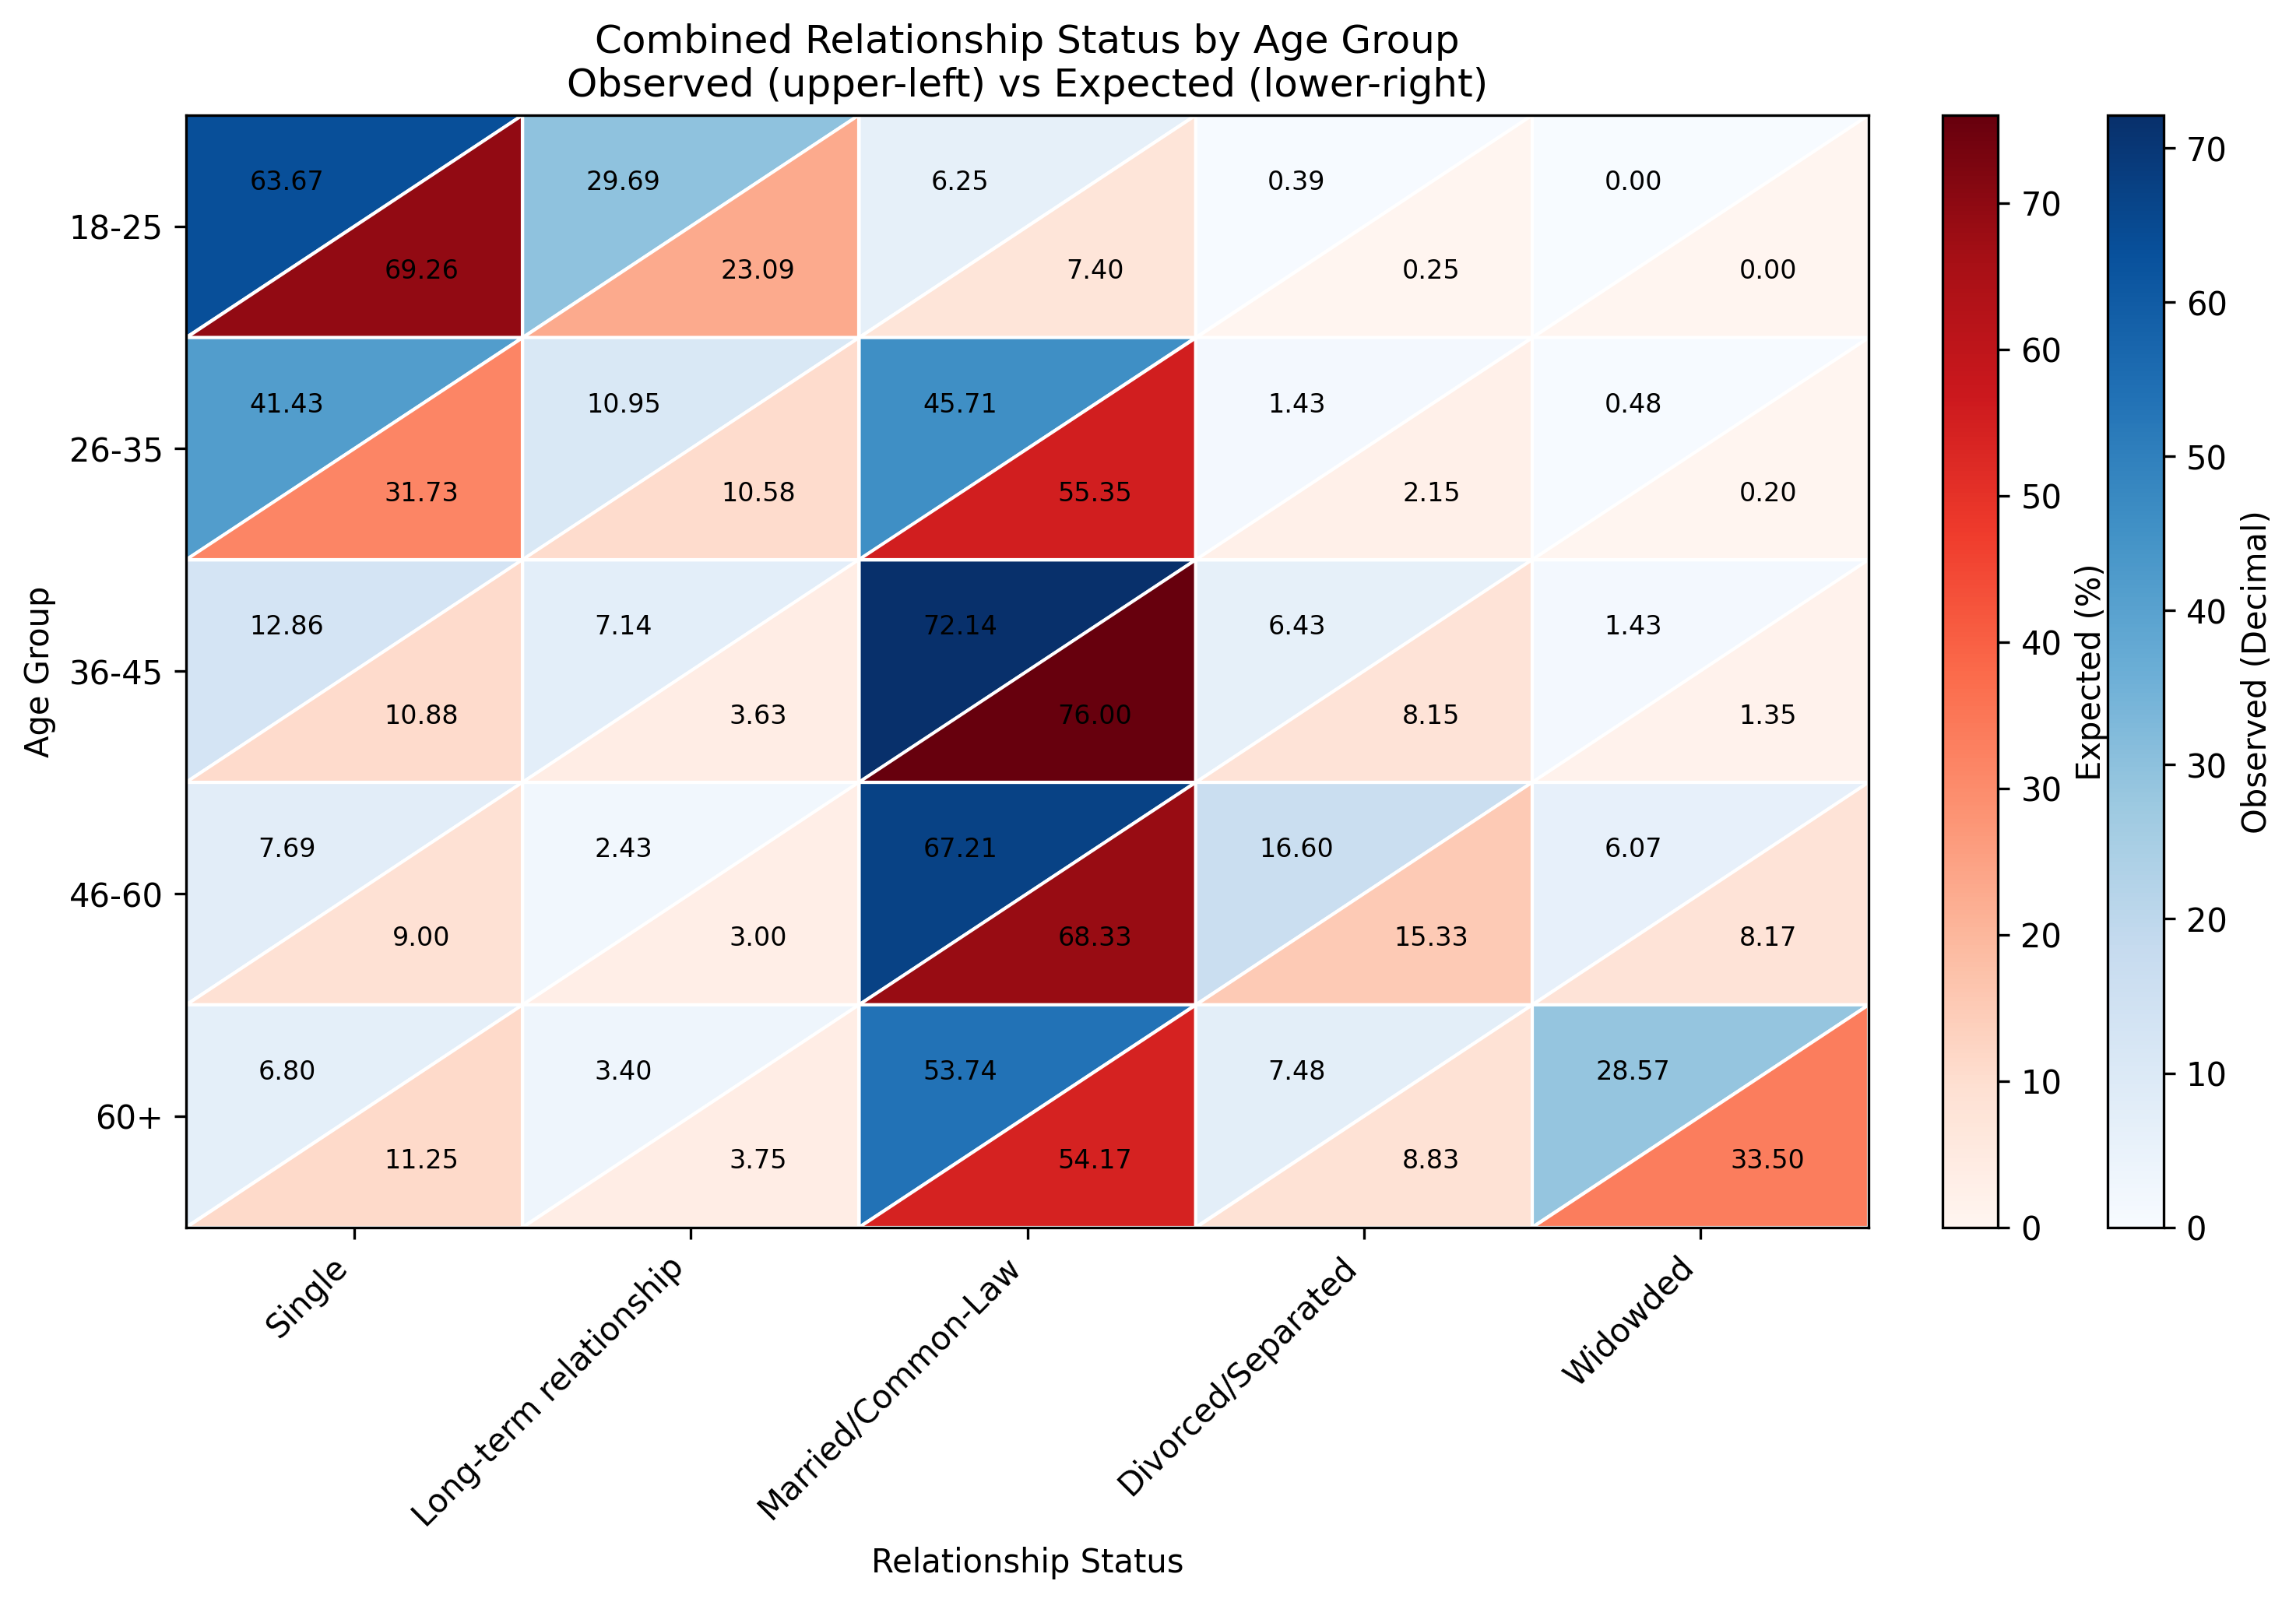 Combined Relationship Status by Age Group
Observed (upper-left) vs Expected (lower-right)
63.67 29.69 6.25 0.39 0.00
18-25
69.26 23.09 7.40 0.25 0.00
41.43 10.95 45.71 1.43 0.48
26-35
31.73 10.58 55.35 2.15 0.20
12.86 7.14 72.14 6.43 1.43
36-45
10.88 3.63 76.00 8.15 1.35
7.69 2.43 67.21 16.60 6.07
46-60
9.00 3.00 68.33 15.33 8.17
6.80 3.40 53.74 7.48 28.57
60+
11.25 3.75 54.17 8.83 33.50
Age Group
Single
Long-term relationship
Married/Common-Law
Divorced/Separated
Widowded
Relationship Status
70
60
50
40
30
20
10
0
Expected (%)
70
60
50
40
30
20
10
0
Observed (Decimal)